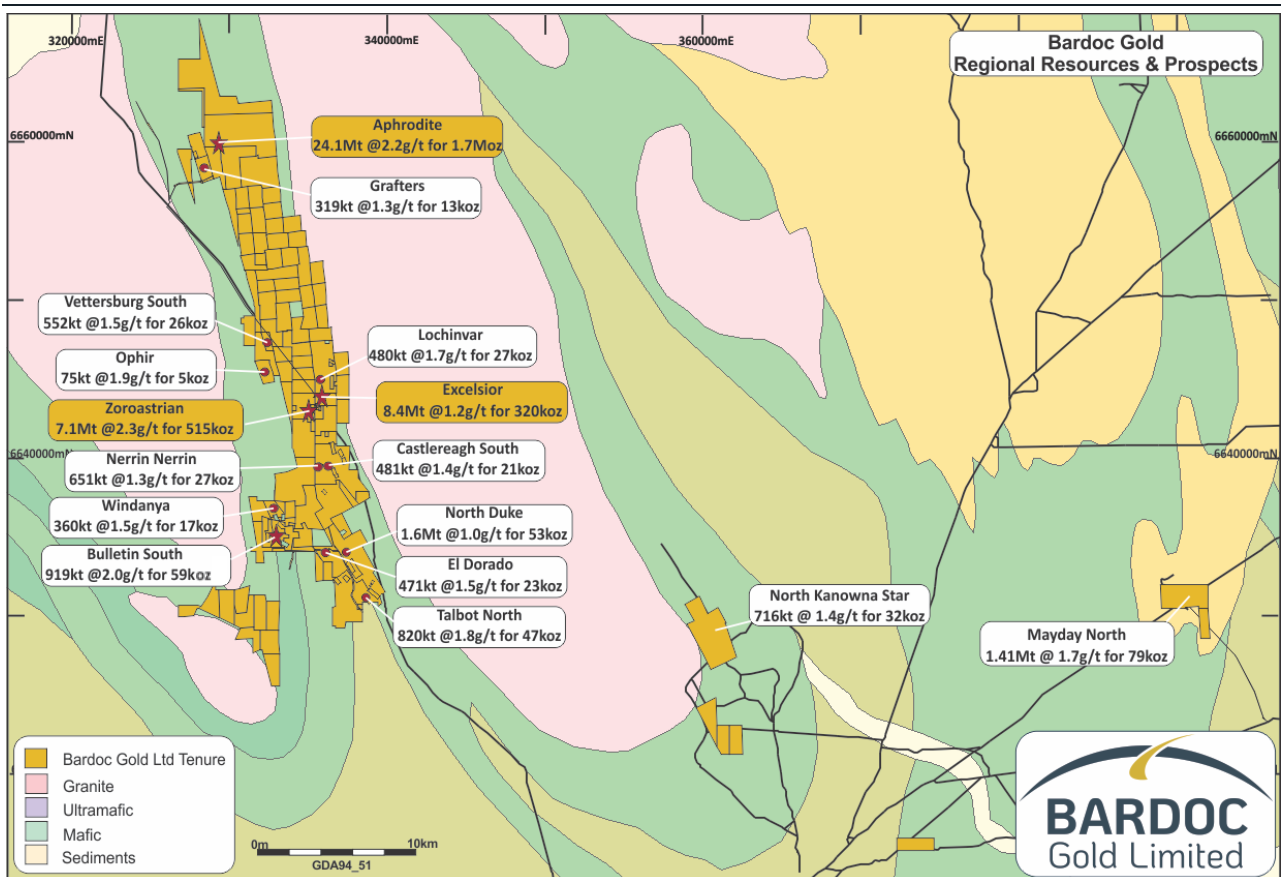 320000mE
340000mE
360000mE
Bardoc Gold
Regional Resources & Prospects
6660000mN
6660000mN
Aphrodite
24.1Mt @2.2g/t for 1.7Moz
Grafters
319kt @1.3g/t for 13koz
Vettersburg South
552kt @1.5g/t for 26koz
Lochinvar
480kt @1.7g/t for 27koz
Ophir
75kt @1.9g/t for 5koz
Excelsior
8.4Mt @1.2g/t for 320koz
Zoroastrian
7.1Mt @2.3g/t for 515koz
Castlereagh South
481kt @1.4g/t for 21koz
6640000mN
6640000mN
Nerrin Nerrin
651kt @1.3g/t for 27koz
Windanya
360kt @1.5g/t for 17koz
North Duke
1.6Mt @1.0g/t for 53koz
Bulletin South
919kt @2.0g/t for 59koz
El Dorado
471kt @1.5g/t for 23koz
Talbot North
820kt @1.8g/t for 47koz
North Kanowna Star
716kt @ 1.4g/t for 32koz
Mayday North
1.41Mt @ 1.7g/t for 79koz
Bardoc Gold Ltd Tenure
Granite
Ultramafic
Mafic
Sediments
0m
10km
GDA94_51
BARDOC
Gold Limited